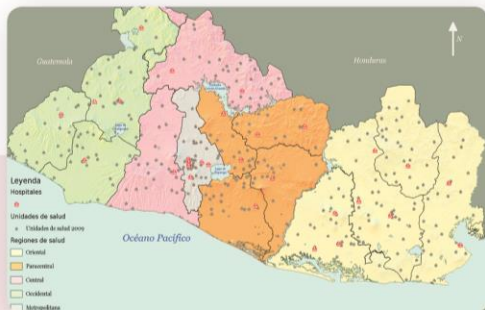 Guatemala
Honduras
N
Leyenda
Hospitales
Unidades de salud
Unidades de salud 2009
Regiones de salud
Oriental
Paracentral
Central
Occidental
Metropolitana
Océano Pacífico